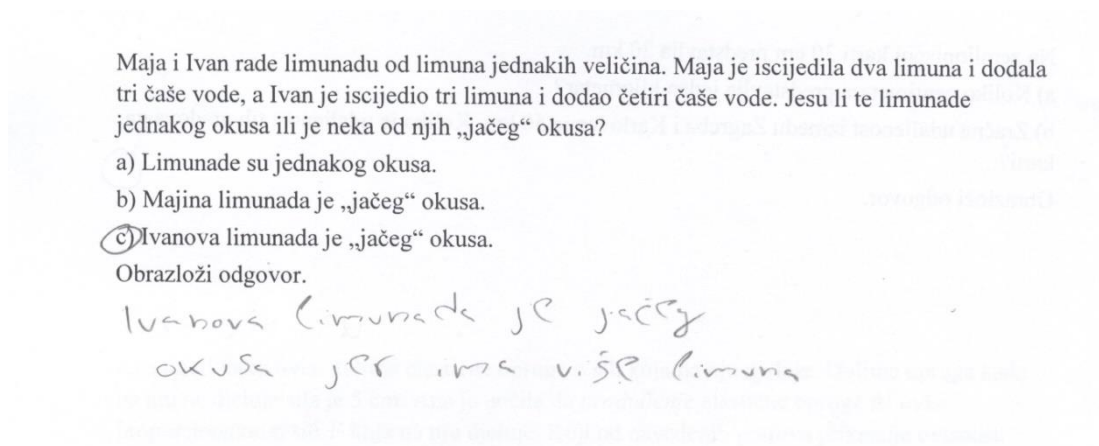 Maja i Ivan rade limunadu od limuna jednakih veličina. Maja je iscijedila dva limuna i dodala
tri čaše vode, a Ivan je iscijedio tri limuna i dodao četiri čaše vode. Jesu li te limunade
jednakog okusa ili je neka od njih „jačeg“ okusa?
a) Limunade su jednakog okusa.
b) Majina limunada je „jačeg“ okusa.
c) Ivanova limunada je „jačeg“ okusa.
Obrazloži odgovor.
Ivanova limunada je jačeg
okusa jer ima više limuna